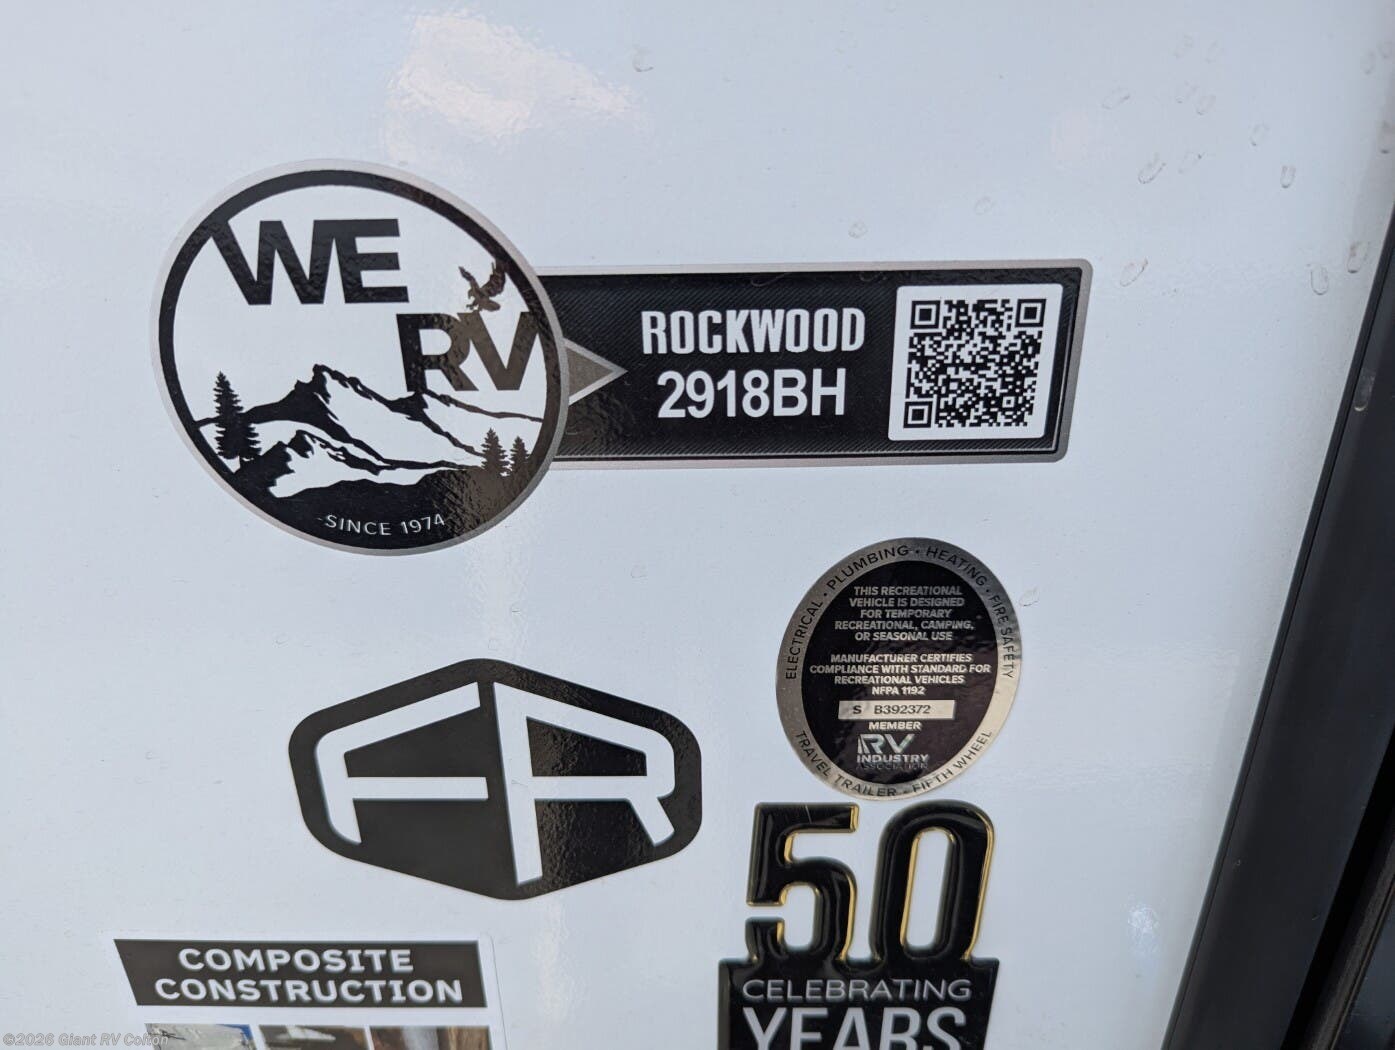 WE
RV
-SINCE 1974-
ROCKWOOD
2918BH
ELECTRICAL • PLUMBING • HEATING • FIRE SAFETY
THIS RECREATIONAL
VEHICLE IS DESIGNED
FOR TEMPORARY
RECREATIONAL, CAMPING,
OR SEASONAL USE
MANUFACTURER CERTIFIES
COMPLIANCE WITH STANDARD FOR
RECREATIONAL VEHICLES
NFPA 1192
S B392372
MEMBER
RV
INDUSTRY
ASSOCIATION
TRAVEL TRAILER • FIFTH WHEEL
FR
50
CELEBRATING
YEARS
COMPOSITE
CONSTRUCTION
©2026 Giant RV Colton